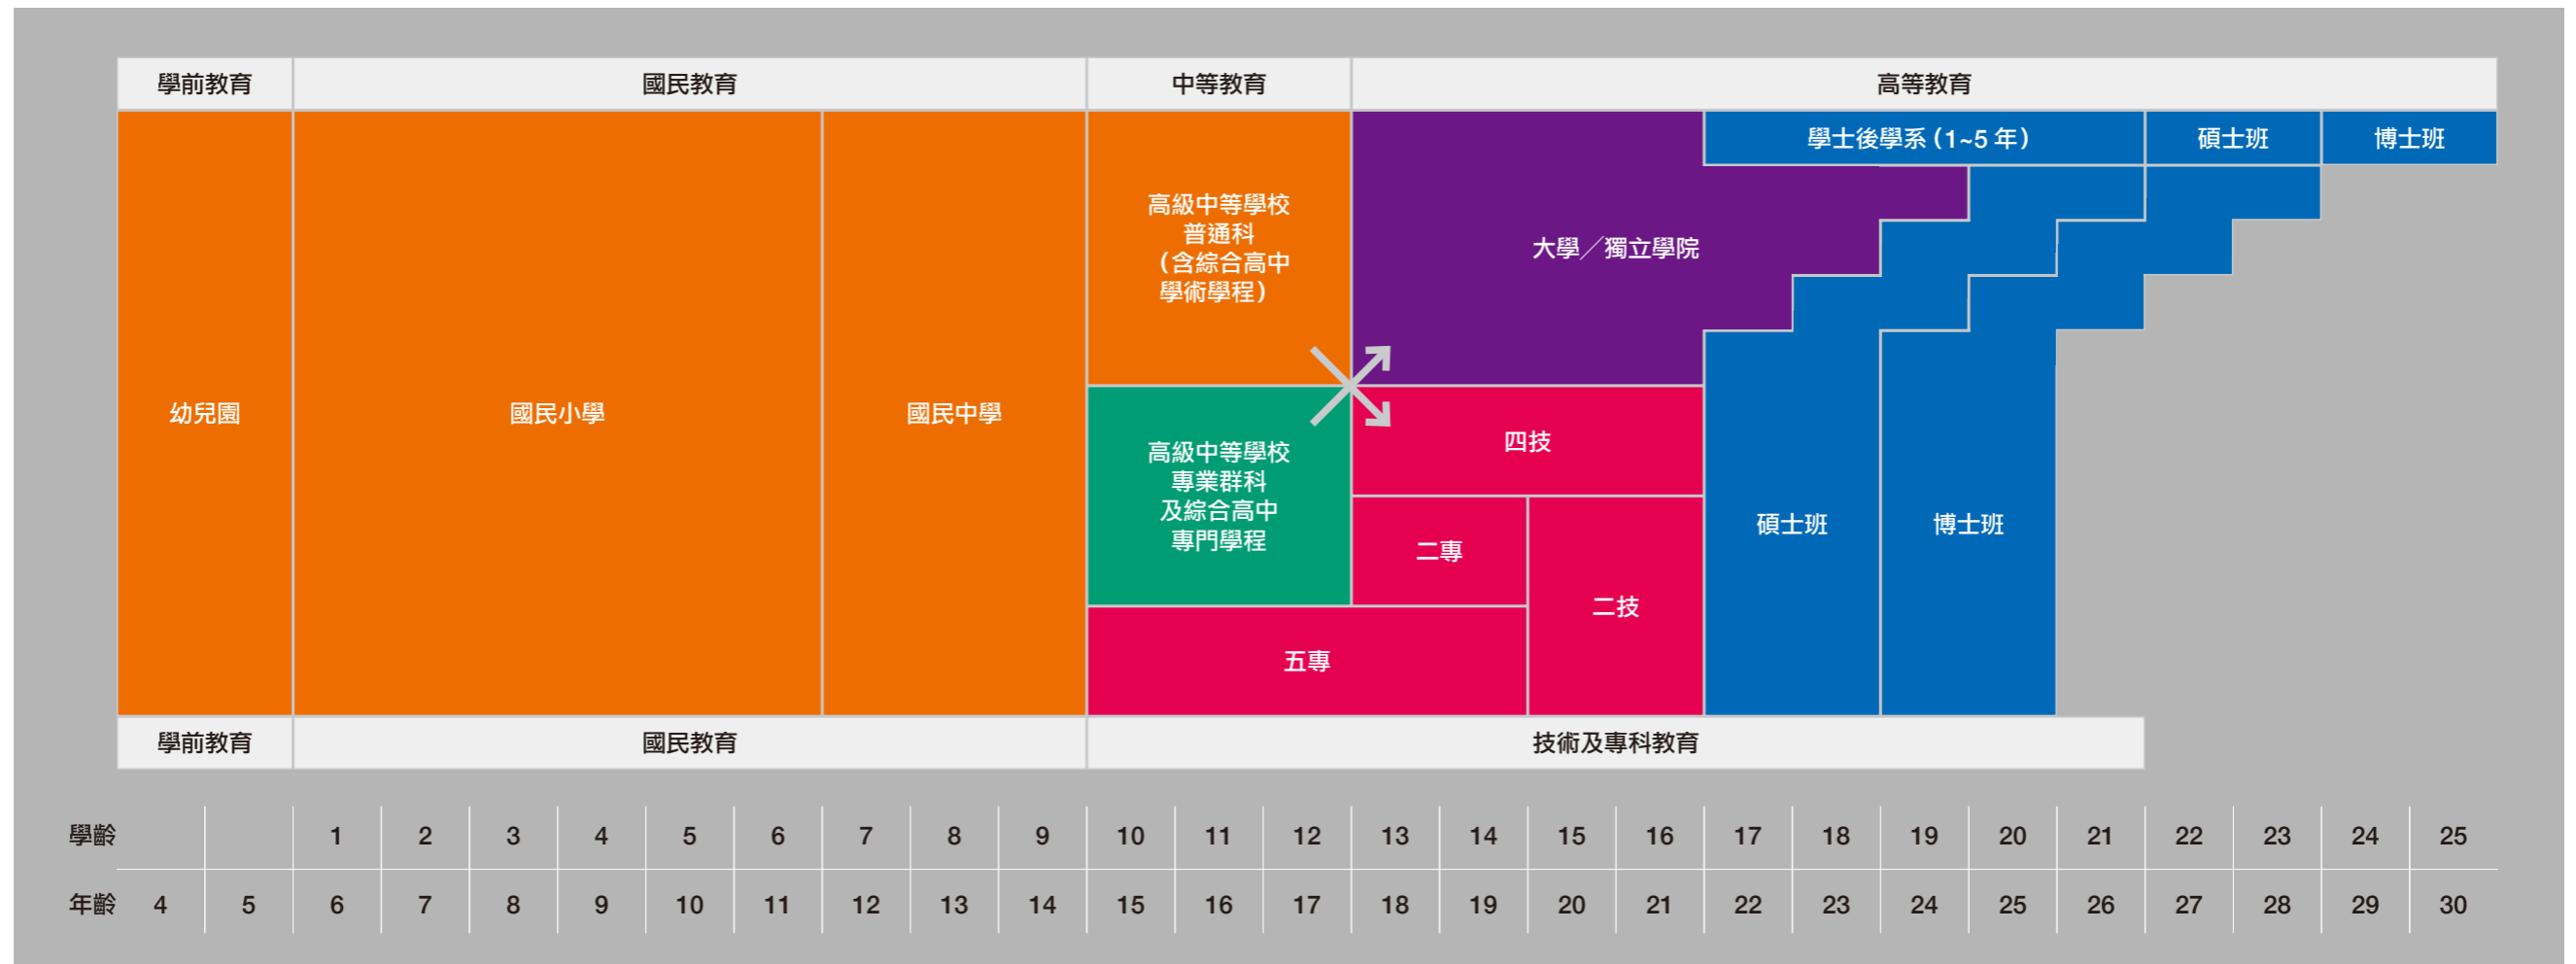 學前教育 國民教育 中等教育 高等教育
學士後學系（1~5 年） 碩士班 博士班
高級中等學校
普通科
（含綜合高中
學術學程）
大學／獨立學院
幼兒園 國民小學 國民中學
高級中等學校
專業群科
及綜合高中
專門學程
四技
二專
二技
五專
碩士班 博士班
學前教育 國民教育 技術及專科教育
學齡 1 2 3 4 5 6 7 8 9 10 11 12 13 14 15 16 17 18 19 20 21 22 23 24 25
年齡 4 5 6 7 8 9 10 11 12 13 14 15 16 17 18 19 20 21 22 23 24 25 26 27 28 29 30